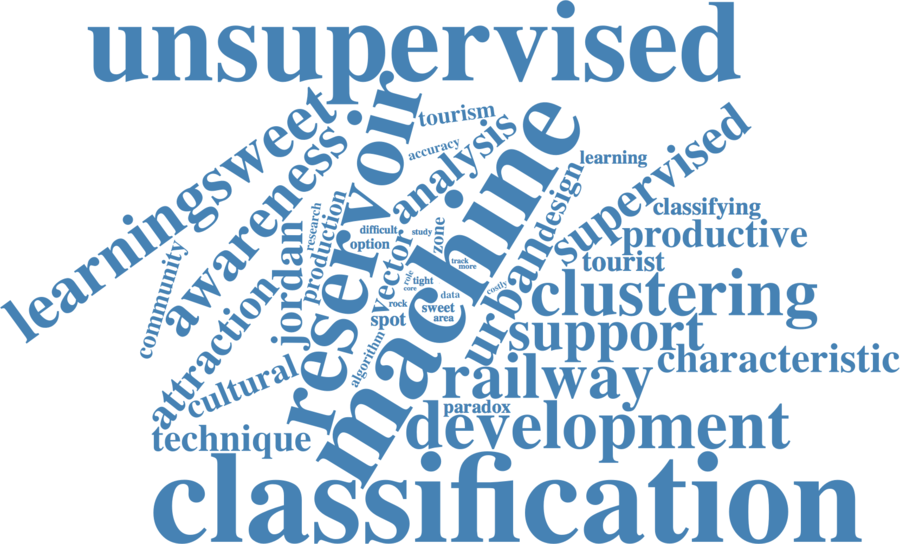 unsupervised
learningsweet
reservoir
tourism
machine
awareness
analysis
accuracy
supervised
learning
design
research
production
classifying
difficult
study
zone
option
productive
jordan
vector
urban
community
tourist
track
more
attraction
role
core
tight
costly
clustering
data
rock
sweet
spot
area
support
algorithm
characteristic
cultural
railway
paradox
development
technique
classification